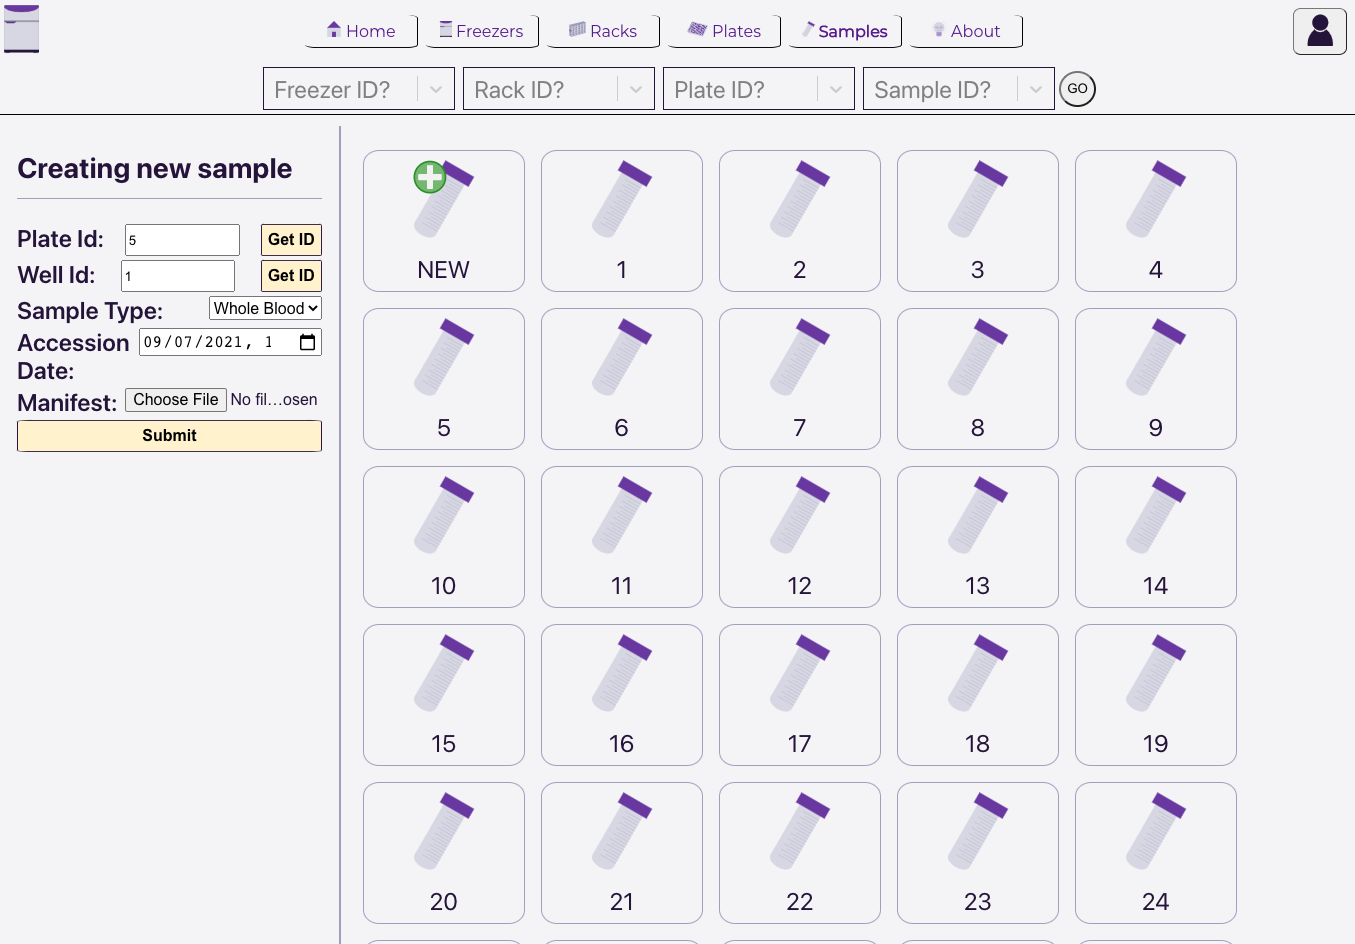 Home
Freezers
Racks
Plates
Samples
About
Freezer ID?
Rack ID?
Plate ID?
Sample ID?
GO
Creating new sample
Plate Id: 5 Get ID
Well Id: 1 Get ID
Sample Type: Whole Blood
Accession 09/07/2021, 1
Date:
Manifest: Choose File No fil...osen
Submit
NEW 1 2 3 4
5 6 7 8 9
10 11 12 13 14
15 16 17 18 19
20 21 22 23 24